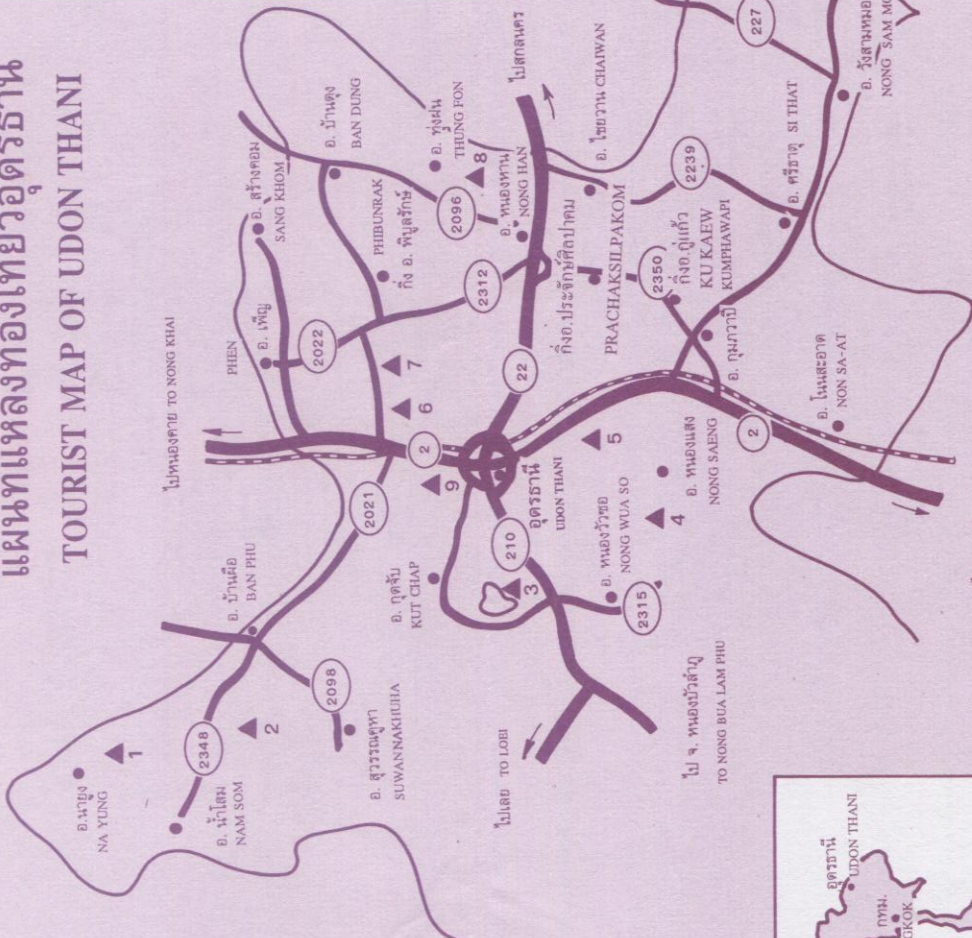 แผนที่แหล่งท่องเที่ยวอุดรธานี
TOURIST MAP OF UDON THANI
อ.นายูง
NA YUNG
1
2348
อ. น้ำโสม
NAM SOM
2
อ. บ้านผือ
BAN PHU
2098
อ. สุวรรณคูหา
SUWANNAKHUHA
2021
ไปหนองคาย TO NONG KHAI
PHEN
อ. เพ็ญ
2022
อ. สร้างคอม
SANG KHOM
อ. บ้านดุง
BAN DUNG
PHIBUNRAK
กิ่ง อ. พิบูลรักษ์
อ. ทุ่งฝน
THUNG FON
8
2096
2312
อ. หนองหาน
NONG HAN
ไปสกลนคร
7
6
2
9
22
อ. กุดจับ
KUT CHAP
อุดรธานี
UDON THANI
210
3
ไปเลย TO LOEI
ไป จ. หนองบัวลำภู
TO NONG BUA LAM PHU
2315
อ. หนองวัวซอ
NONG WUA SO
4
5
อ. หนองแสง
NONG SAENG
กิ่งอ.ประจักษ์ศิลปาคม
PRACHAKSILPAKOM
อ. ไชยวาน CHAIWAN
2350
กิ่งอ.กู่แก้ว
KU KAEW
KUMPHAWAPI
อ. กุมภวาปี
2239
อ. ศรีธาตุ SI THAT
227
อ. วังสามหมอ
NONG SAM MO
2
อ. โนนสะอาด
NON SA-AT
อุดรธานี
UDON THANI
กทม.
GKOK